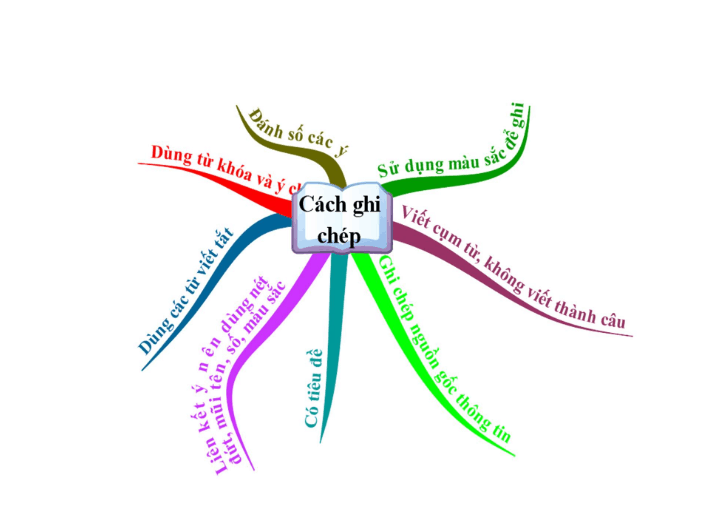 Cách ghi
chép
Sử dụng màu sắc để ghi
Viết cụm từ, không viết thành câu
Ghi chép nguồn gốc thông tin
Có tiêu đề
Liên kết ý nên dùng nét
đứt, mũi tên, số, màu sắc
Dùng các từ viết tắt
Dùng từ khóa và ý
Đánh số các ý